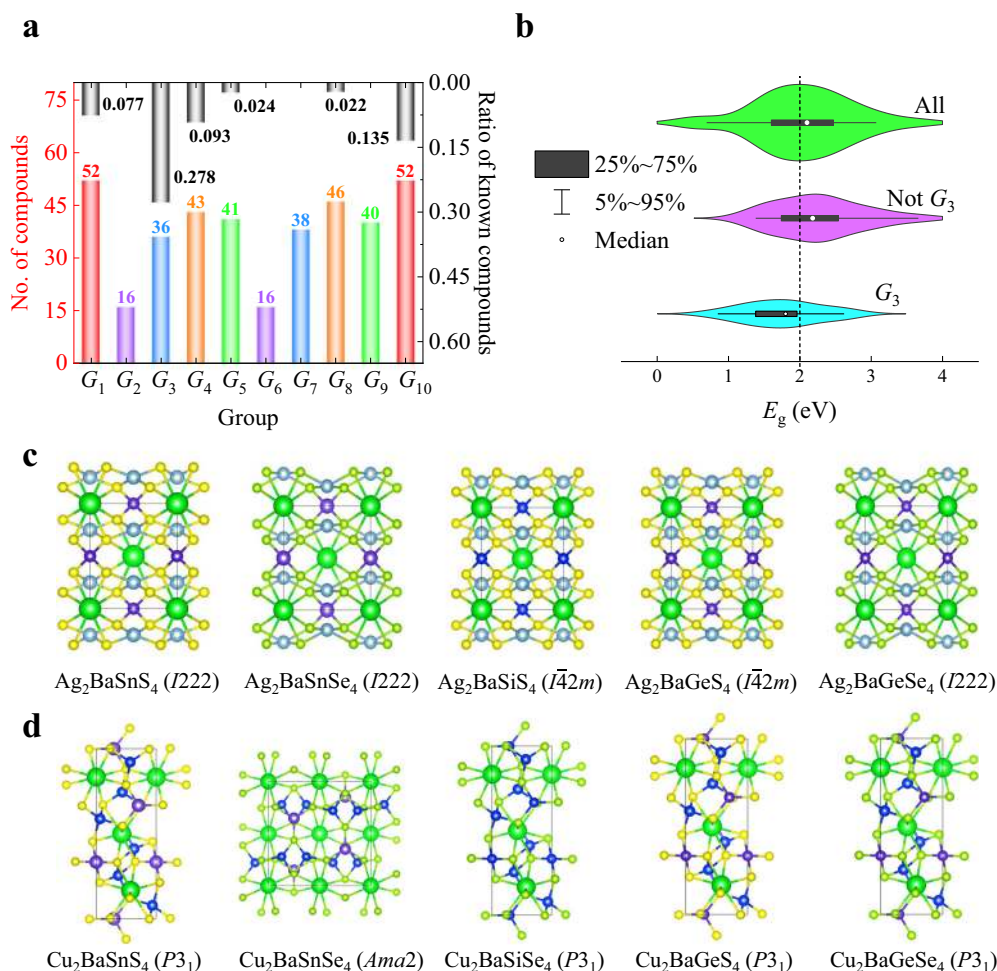 a
75
60
45
30
15
0
No. of compounds
52
16
36
43
41
16
38
46
40
52
0.077
0.278
0.093
0.024
0.022
0.135
0.00
0.15
0.30
0.45
0.60
Ratio of known compounds
G₁ G₂ G₃ G₄ G₅ G₆ G₇ G₈ G₉ G₁₀
Group
b
All
Not G₃
G₃
25%~75%
5%~95%
Median
0 1 2 3 4
E_g (eV)
c
Ag₂BaSnS₄ (I222) Ag₂BaSnSe₄ (I222) Ag₂BaSiS₄ (I4̅2m) Ag₂BaGeS₄ (I4̅2m) Ag₂BaGeSe₄ (I222)
d
Cu₂BaSnS₄ (P3₁) Cu₂BaSnSe₄ (Ama2) Cu₂BaSiSe₄ (P3₁) Cu₂BaGeS₄ (P3₁) Cu₂BaGeSe₄ (P3₁)